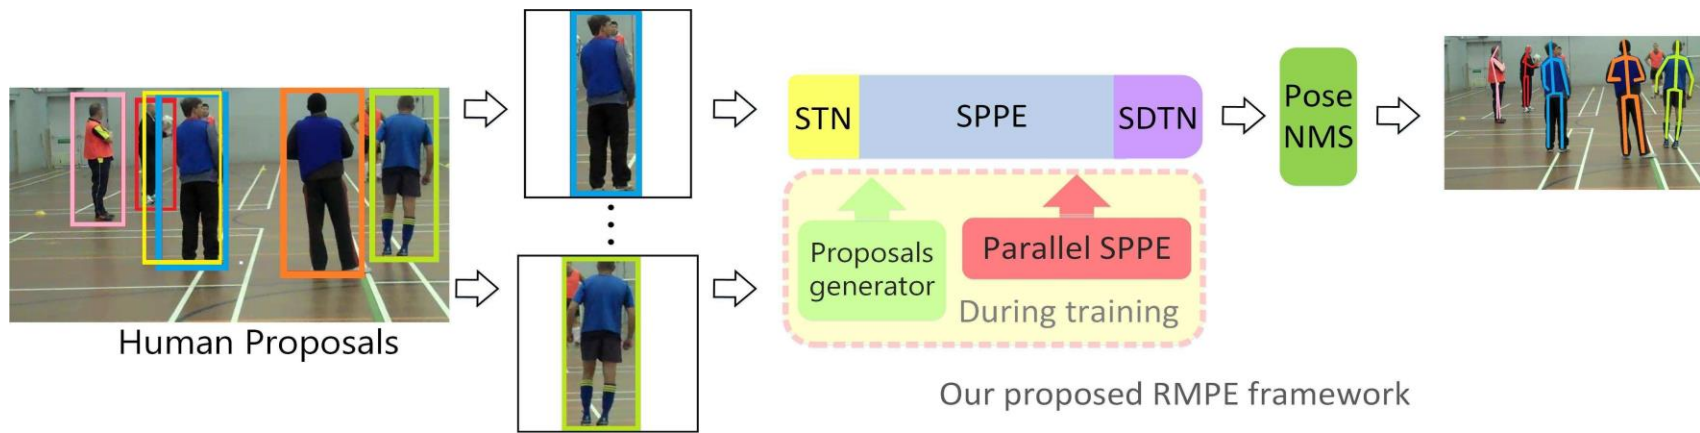 Human Proposals
STN
SPPE
SDTN
Proposals
generator
Parallel SPPE
During training
Pose
NMS
Our proposed RMPE framework